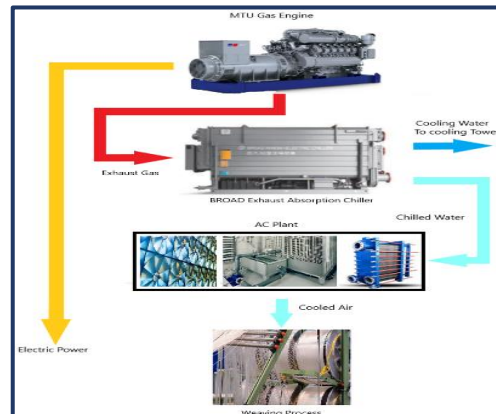 MTU Gas Engine
Cooling Water
To cooling Towe
Exhaust Gas
BROAD Exhaust Absorption Chiller
Chilled Water
AC Plant
Cooled Air
Electric Power
Weaving Process